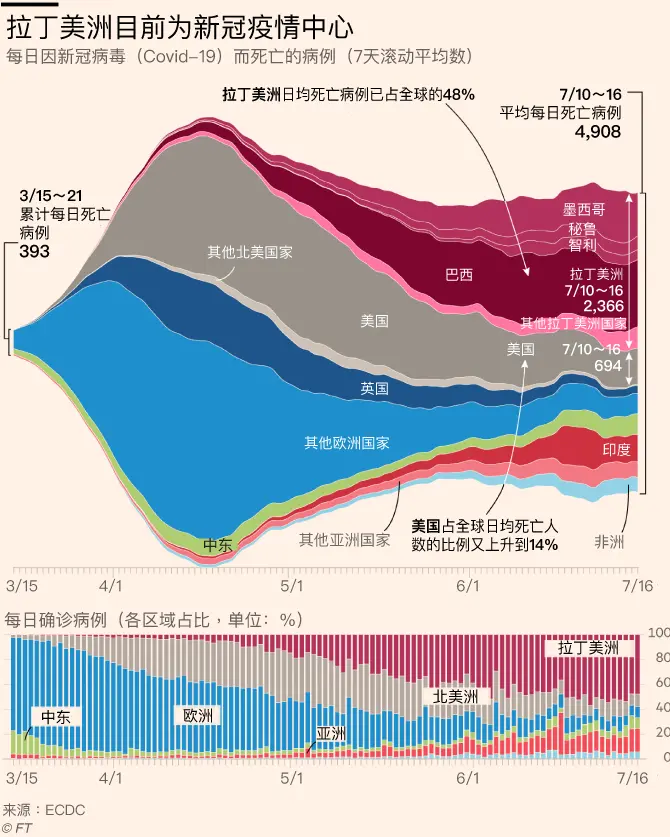 拉丁美洲目前为新冠疫情中心
每日因新冠病毒（Covid–19）而死亡的病例（7天滚动平均数）
拉丁美洲日均死亡病例已占全球的48%
7/10～16
平均每日死亡病例
4,908
3/15～21
累计每日死亡
病例
393
墨西哥
秘鲁
智利
其他北美国家
巴西
拉丁美洲
7/10～16
2,366
美国
其他拉丁美洲国家
美国
7/10～16
694
英国
其他欧洲国家
印度
中东
其他亚洲国家
美国占全球日均死亡人
数的比例又上升到14%
非洲
3/15
4/1
5/1
6/1
7/16
每日确诊病例（各区域占比，单位：%）
100
80
60
40
20
0
拉丁美洲
北美洲
中东
欧洲
亚洲
3/15
4/1
5/1
6/1
7/16
来源：ECDC
© FT